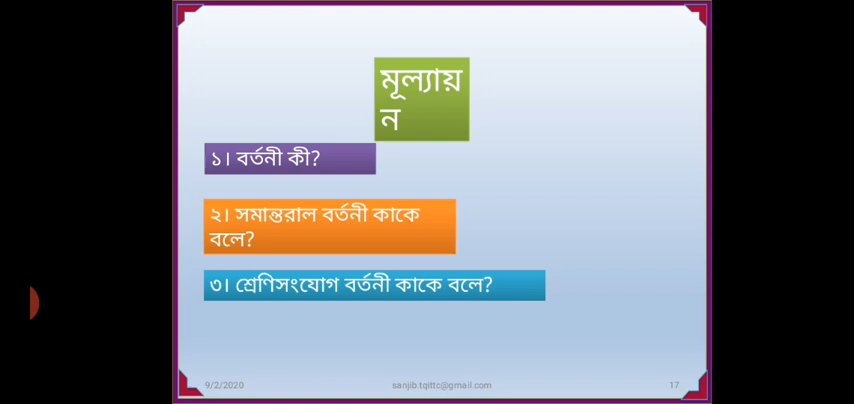 মূল্যায়
ন
১। বর্তনী কী?
২। সমান্তরাল বর্তনী কাকে
বলে?
৩। শ্রেণিসংযোগ বর্তনী কাকে বলে?
9/2/2020 sanjib.tqittc@gmail.com 17